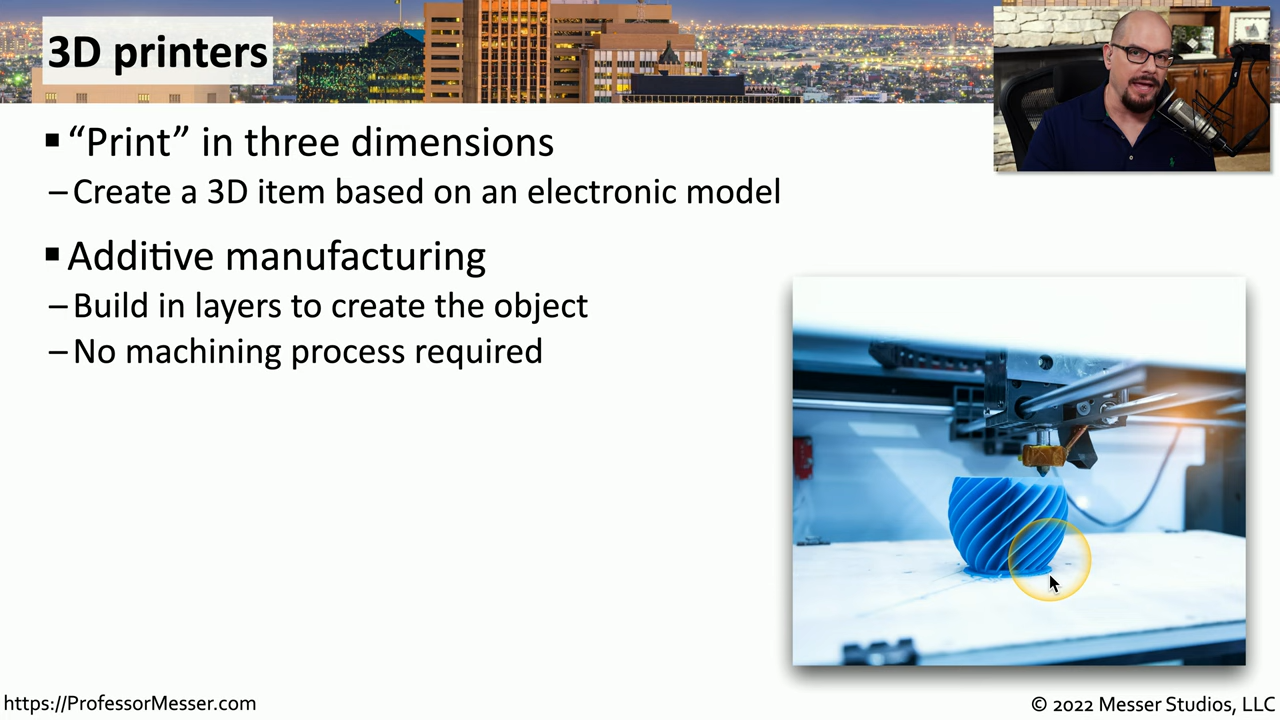 3D printers
▪ “Print” in three dimensions
– Create a 3D item based on an electronic model
▪ Additive manufacturing
– Build in layers to create the object
– No machining process required
https://ProfessorMesser.com
© 2022 Messer Studios, LLC